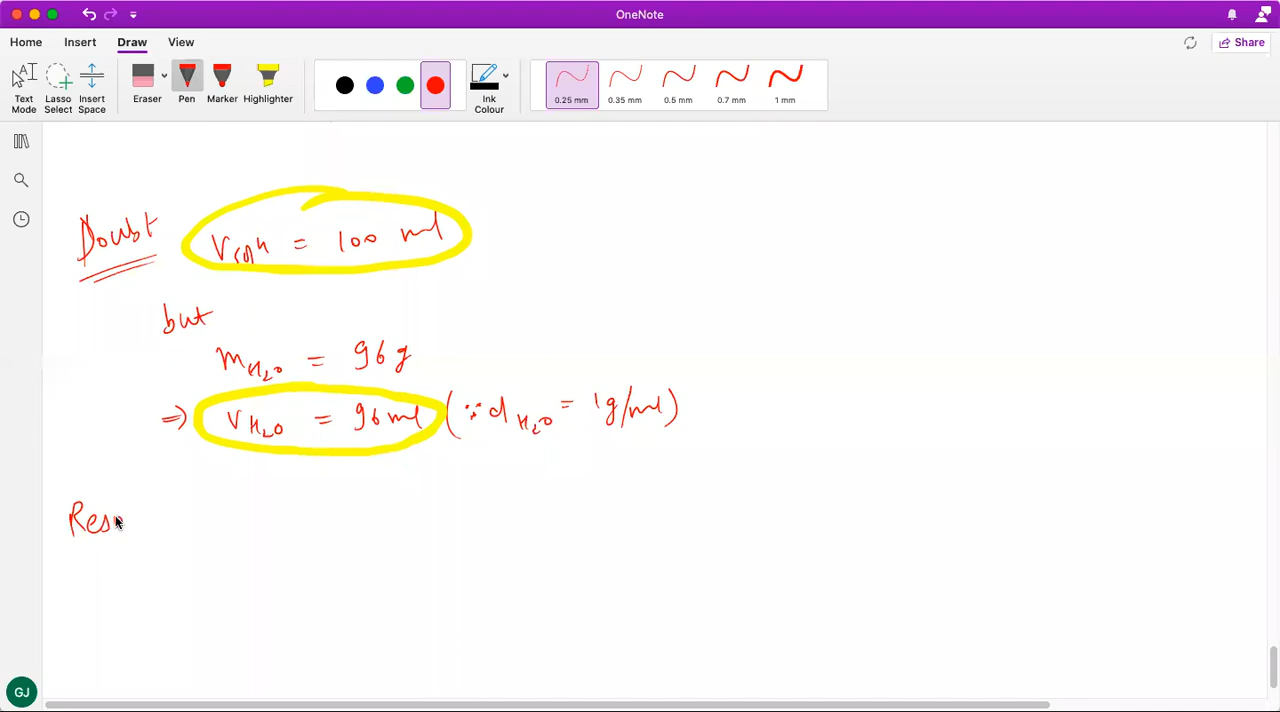 OneNote
Home Insert Draw View
Share
Text Mode
Lasso Select
Insert Space
Eraser
Pen
Marker
Highlighter
Ink Colour
0.25 mm
0.35 mm
0.5 mm
0.7 mm
1 mm
Doubt Vsoln = 100 ml
but
mH2O = 96 g
⇒ VH2O = 96 ml (∵ dH2O = 1g/ml)
Res
GJ